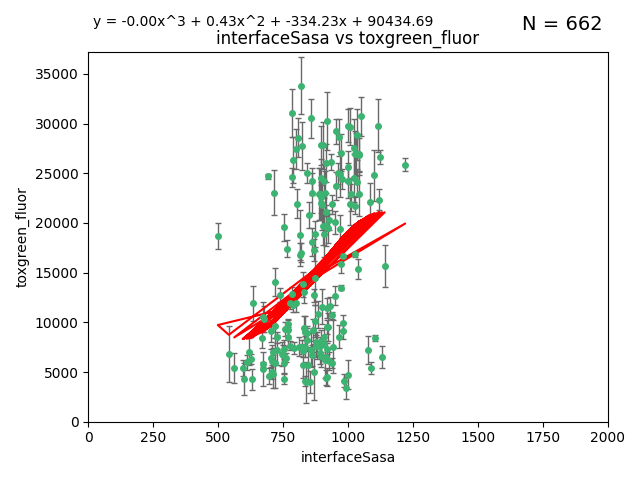 y = -0.00x^3 + 0.43x^2 + -334.23x + 90434.69
N = 662
interfaceSasa vs toxgreen_fluor
35000
30000
25000
20000
15000
10000
5000
0
toxgreen_fluor
0 250 500 750 1000 1250 1500 1750 2000
interfaceSasa